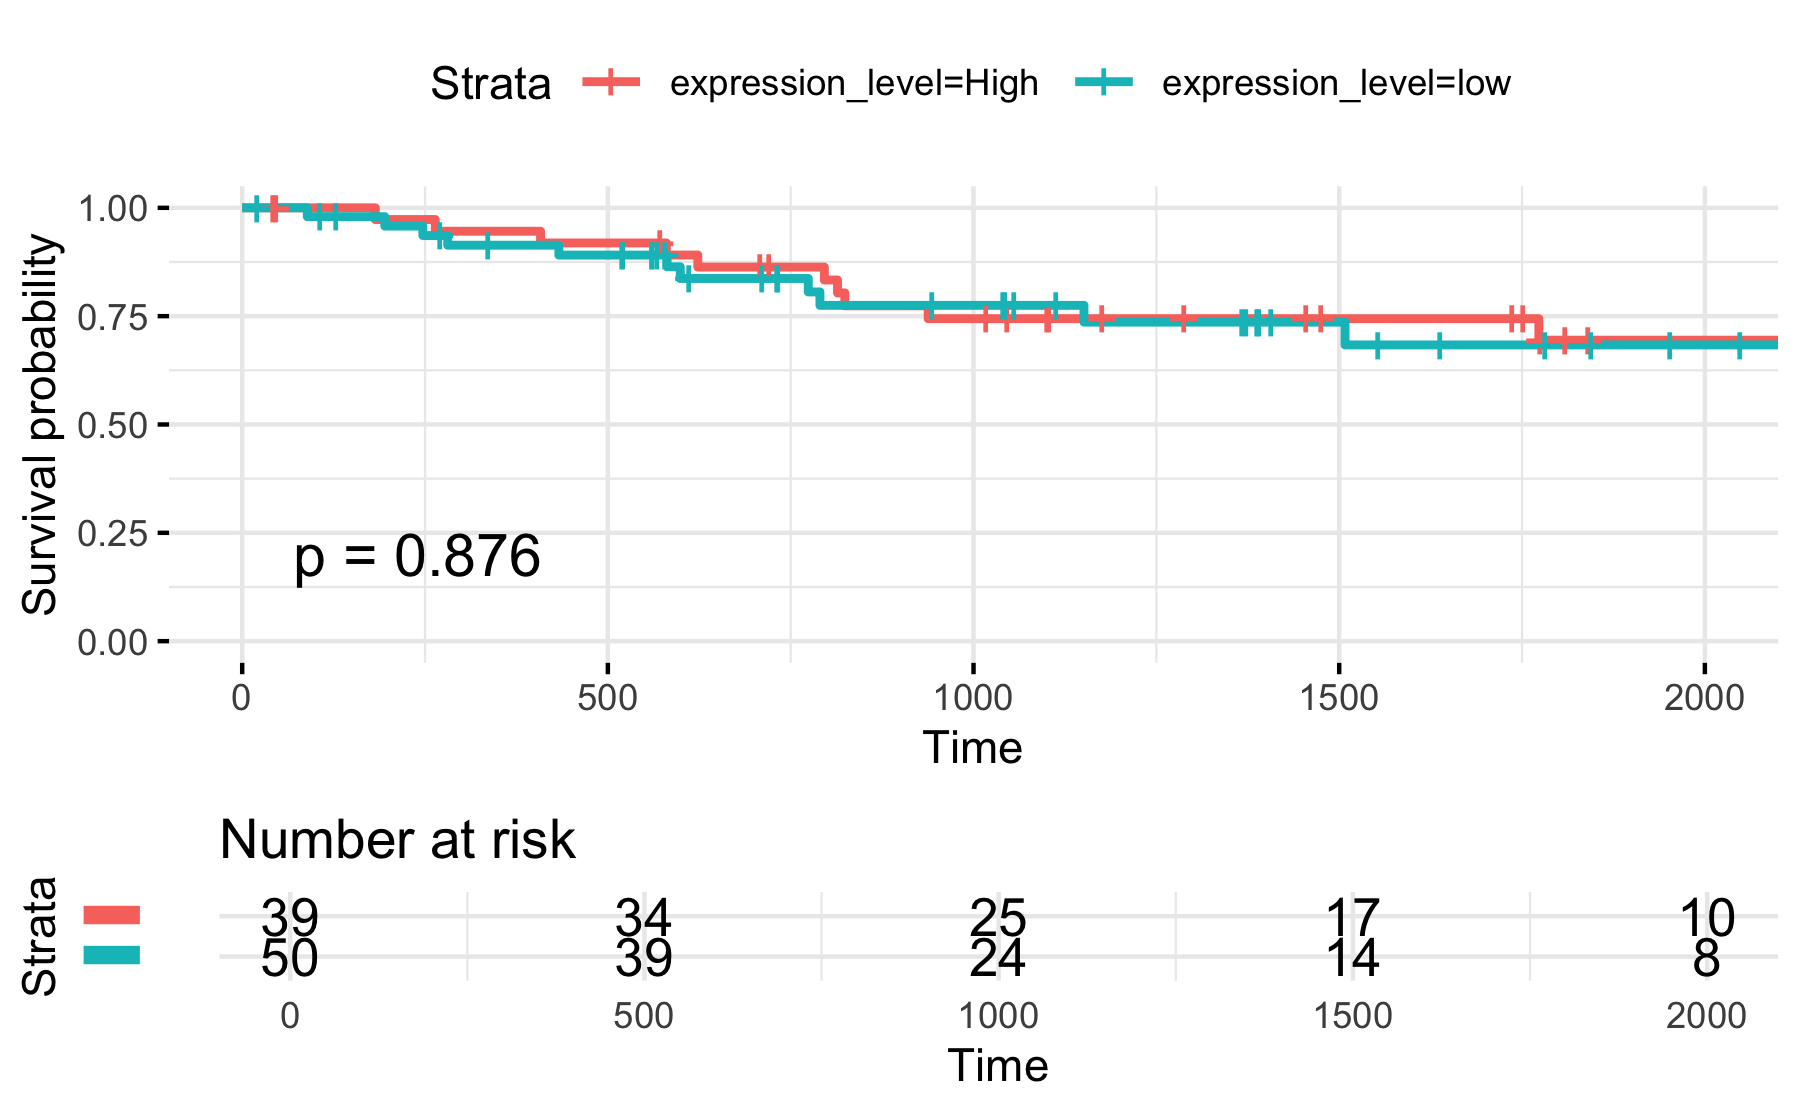 Strata expression_level=High expression_level=low
Survival probability
1.00
0.75
0.50
0.25
0.00
p = 0.876
0 500 1000 1500 2000
Time
Number at risk
Strata
39 34 25 17 10
50 39 24 14 8
0 500 1000 1500 2000
Time